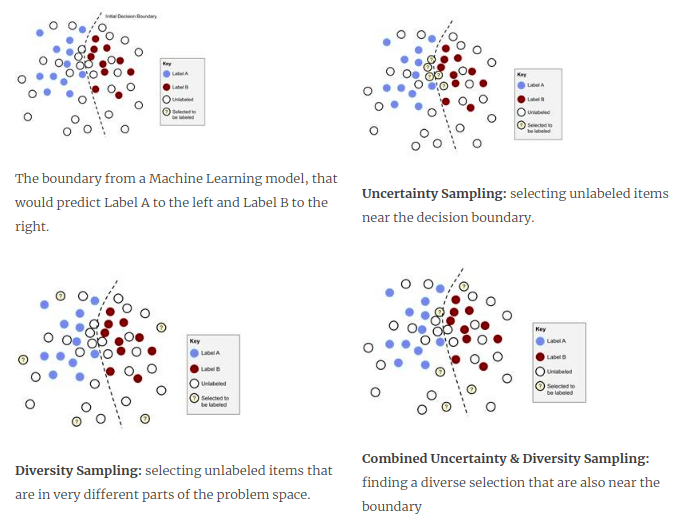 Initial Decision Boundary
Key
Label A
Label B
Unlabeled
? Selected to
be labeled
The boundary from a Machine Learning model, that
would predict Label A to the left and Label B to the
right.
Key
Label A
Label B
Unlabeled
? Selected to
be labeled
Uncertainty Sampling: selecting unlabeled items
near the decision boundary.
Key
Label A
Label B
Unlabeled
? Selected to
be labeled
Diversity Sampling: selecting unlabeled items that
are in very different parts of the problem space.
Key
Label A
Label B
Unlabeled
? Selected to
be labeled
Combined Uncertainty & Diversity Sampling:
finding a diverse selection that are also near the
boundary